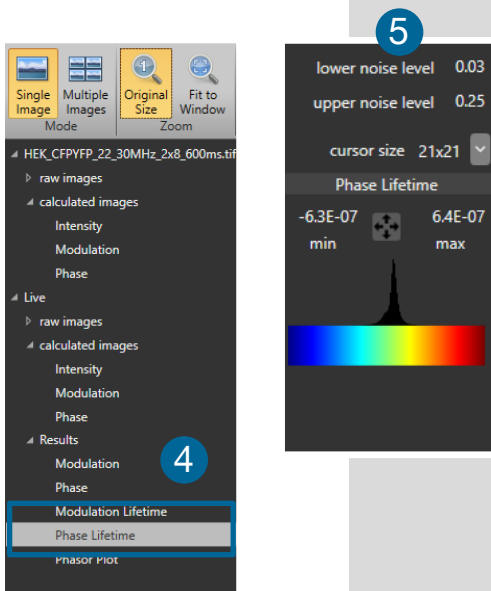 Single Image
Multiple Images
Original Size
Fit to Window
Mode
Zoom
HEK_CFPYFP_22_30MHz_2x8_600ms.tif
raw images
calculated images
Intensity
Modulation
Phase
Live
raw images
calculated images
Intensity
Modulation
Phase
Results
Modulation
Phase
Modulation Lifetime
Phase Lifetime
Phasor Plot
4
5
lower noise level 0.03
upper noise level 0.25
cursor size 21x21
Phase Lifetime
-6.3E-07 6.4E-07
min max